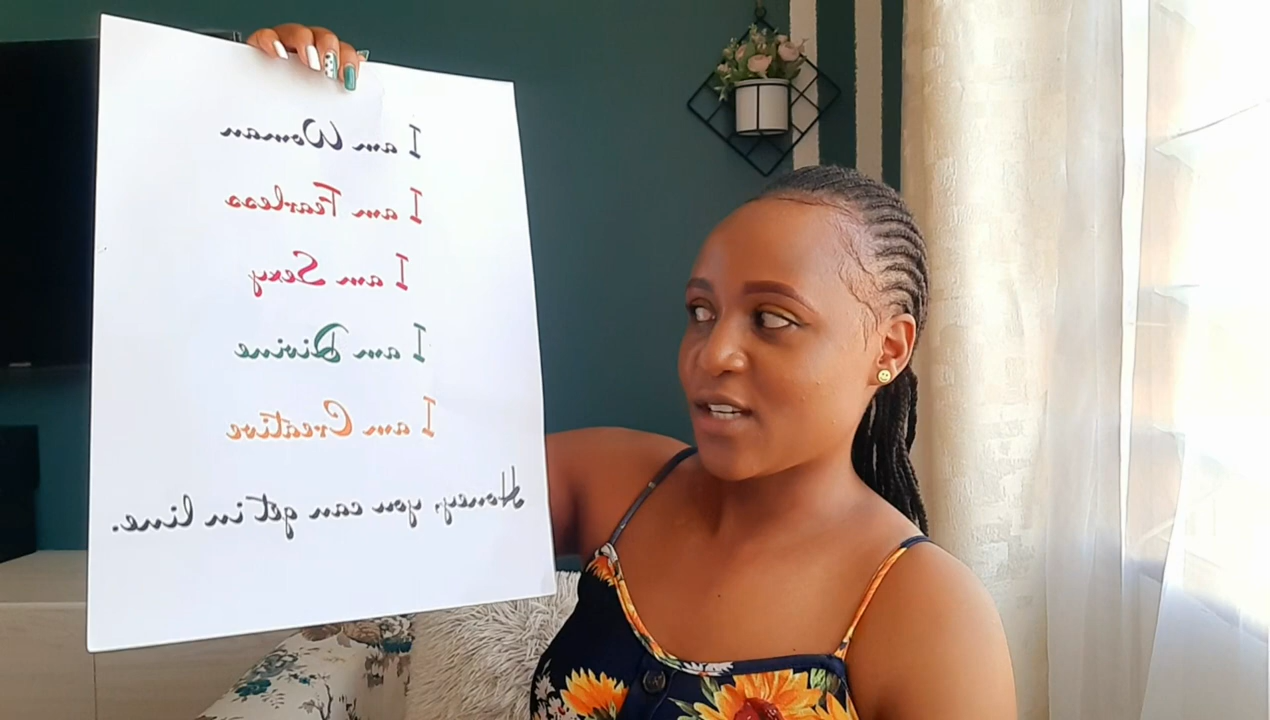 I am Woman
I am Fearless
I am Sexy
I am Divine
I am Creative
Honey, you can get in line.